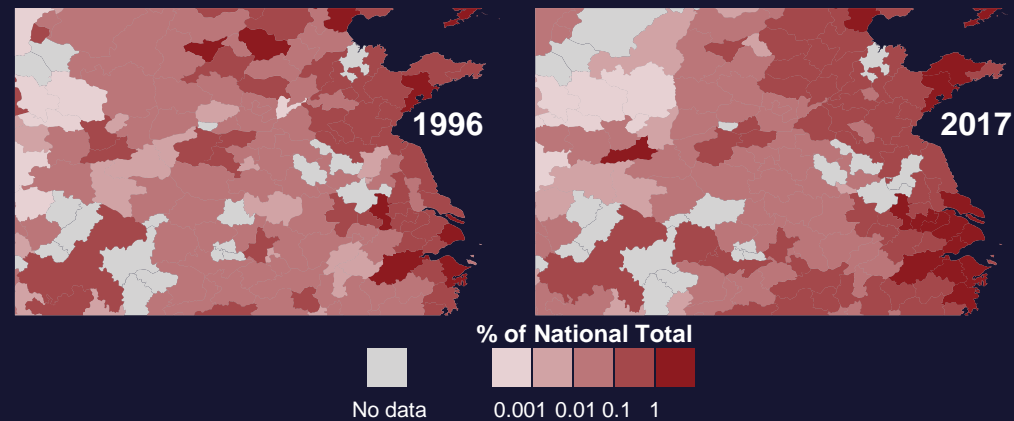 1996
2017
% of National Total
No data
0.001 0.01 0.1 1